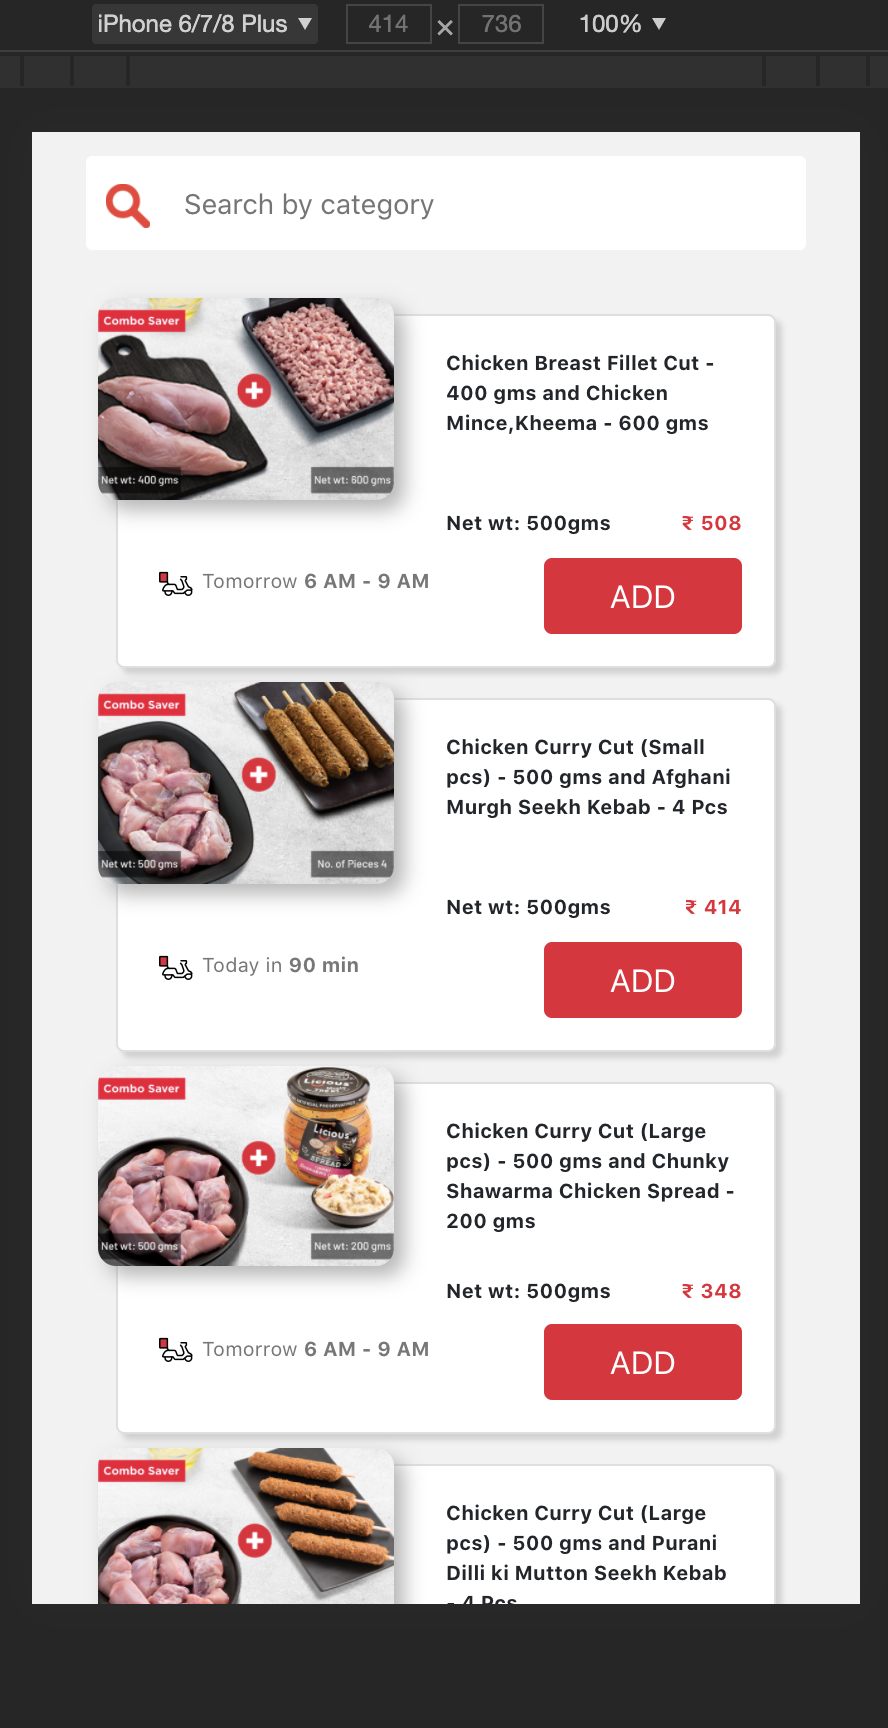 iPhone 6/7/8 Plus ▼ 414 × 736 100% ▼
Search by category
Combo Saver
Net wt: 400 gms
Net wt: 600 gms
Chicken Breast Fillet Cut -
400 gms and Chicken
Mince,Kheema - 600 gms
Net wt: 500gms ₹ 508
Tomorrow 6 AM - 9 AM
ADD
Combo Saver
Net wt: 500 gms
No. of Pieces 4
Chicken Curry Cut (Small
pcs) - 500 gms and Afghani
Murgh Seekh Kebab - 4 Pcs
Net wt: 500gms ₹ 414
Today in 90 min
ADD
Combo Saver
Licious
Licious
SPREAD
Net wt: 500 gms
Net wt: 200 gms
Chicken Curry Cut (Large
pcs) - 500 gms and Chunky
Shawarma Chicken Spread -
200 gms
Net wt: 500gms ₹ 348
Tomorrow 6 AM - 9 AM
ADD
Combo Saver
Chicken Curry Cut (Large
pcs) - 500 gms and Purani
Dilli ki Mutton Seekh Kebab
- 4 Pcs